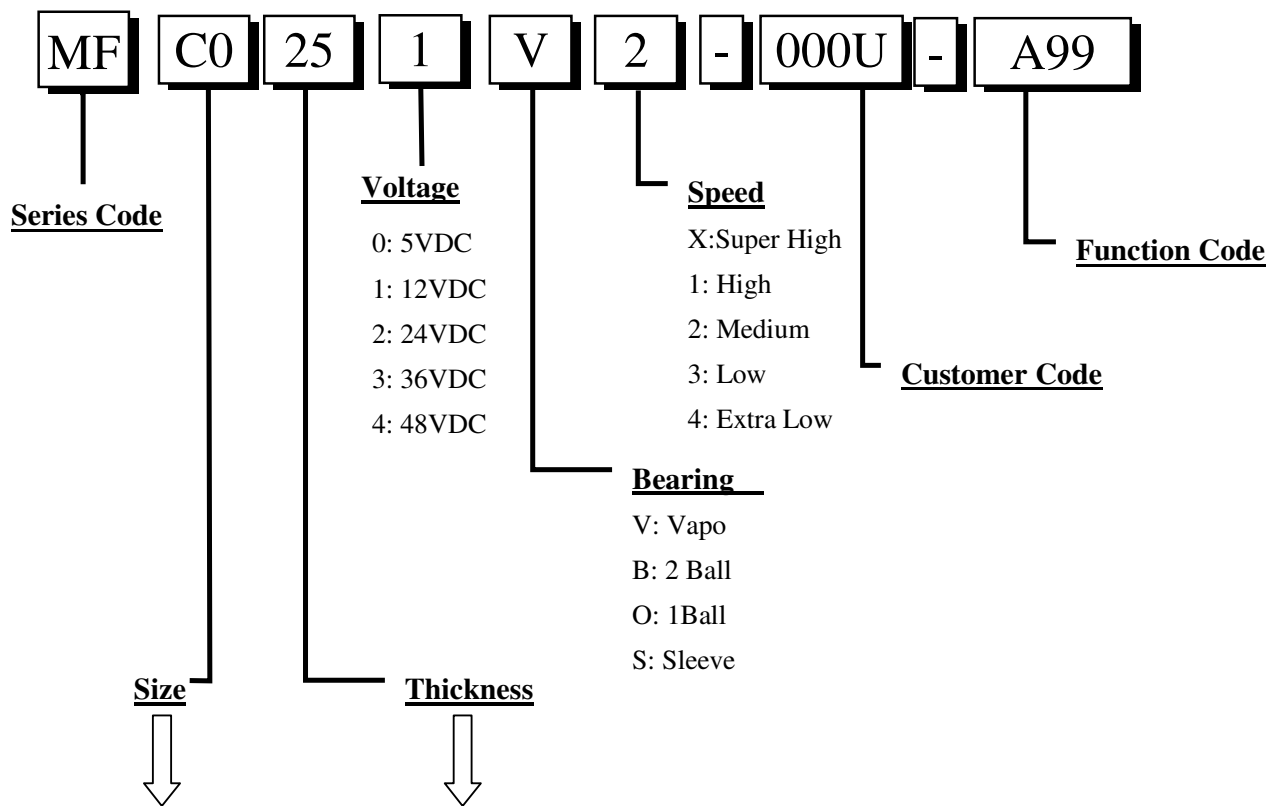 MF C0 25 1 V 2 - 000U - A99
Series Code
Voltage
0: 5VDC
1: 12VDC
2: 24VDC
3: 36VDC
4: 48VDC
Speed
X:Super High
1: High
2: Medium
3: Low
4: Extra Low
Function Code
Customer Code
Bearing
V: Vapo
B: 2 Ball
O: 1Ball
S: Sleeve
Size
Thickness